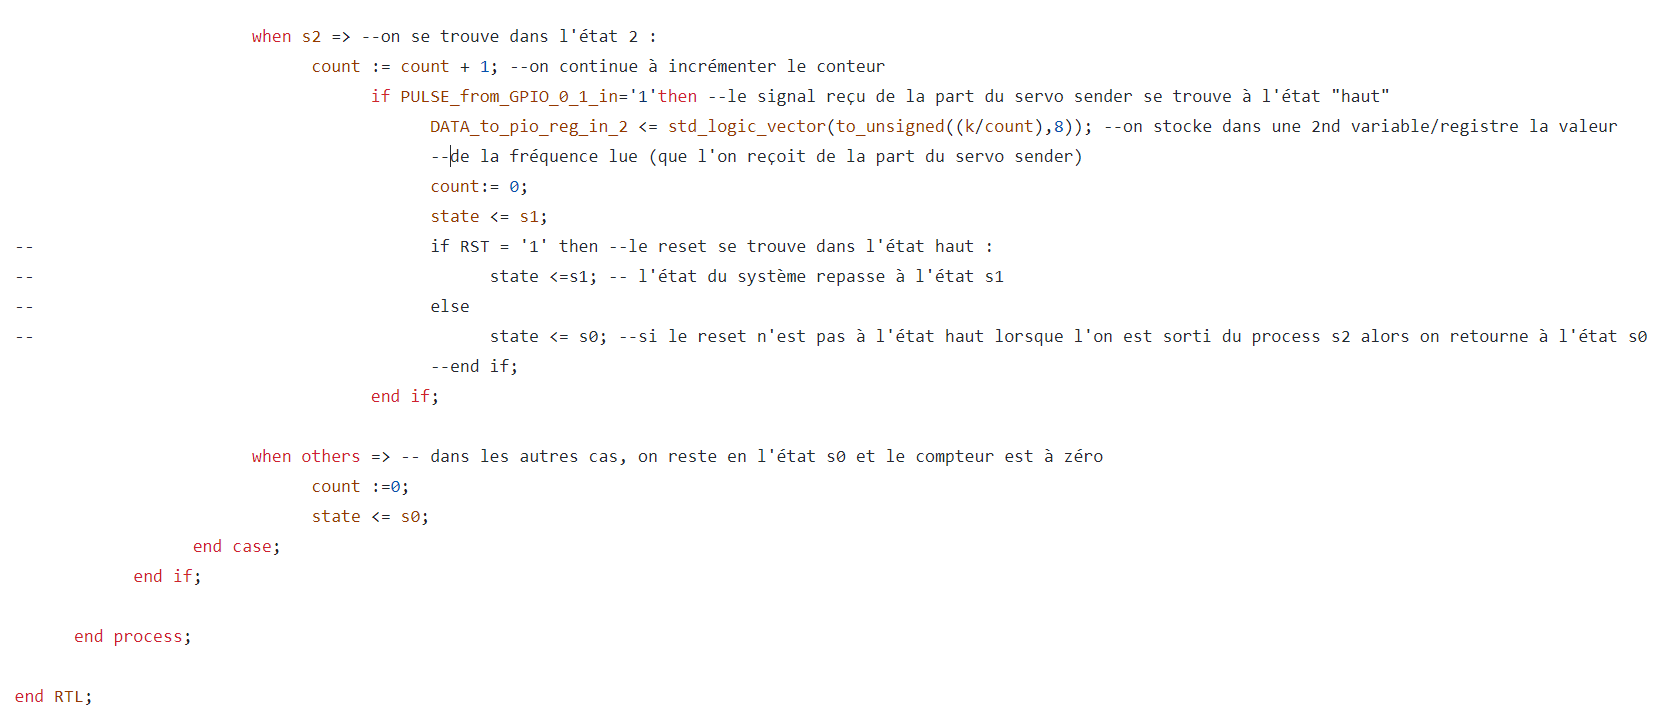 when s2 => --on se trouve dans l'état 2 :
count := count + 1; --on continue à incrémenter le conteur
if PULSE_from_GPIO_0_1_in='1'then --le signal reçu de la part du servo sender se trouve à l'état "haut"
DATA_to_pio_reg_in_2 <= std_logic_vector(to_unsigned((k/count),8)); --on stocke dans une 2nd variable/registre la valeur
--de la fréquence lue (que l'on reçoit de la part du servo sender)
count:= 0;
state <= s1;
-- if RST = '1' then --le reset se trouve dans l'état haut :
-- state <=s1; -- l'état du système repasse à l'état s1
-- else
-- state <= s0; --si le reset n'est pas à l'état haut lorsque l'on est sorti du process s2 alors on retourne à l'état s0
--end if;
end if;
when others => -- dans les autres cas, on reste en l'état s0 et le compteur est à zéro
count :=0;
state <= s0;
end case;
end if;
end process;
end RTL;